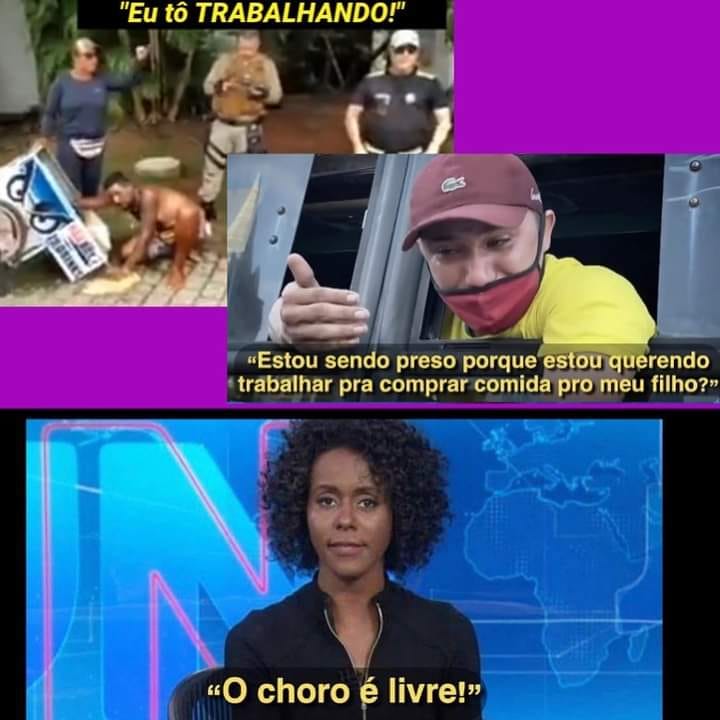 "Eu tô TRABALHANDO!"
“Estou sendo preso porque estou querendo
trabalhar pra comprar comida pro meu filho?”
“O choro é livre!”